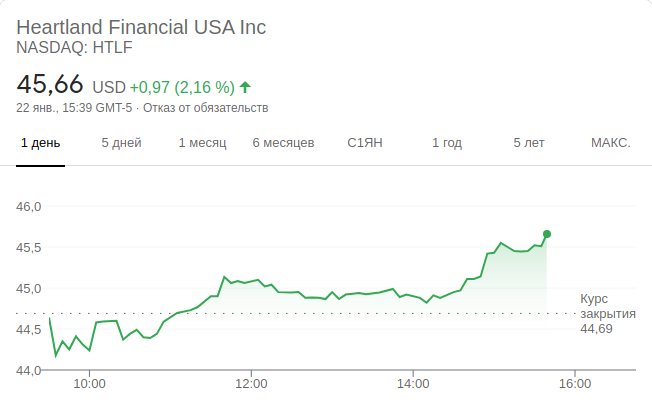 Heartland Financial USA Inc
NASDAQ: HTLF
45,66 USD +0,97 (2,16 %)
22 янв., 15:39 GMT-5 · Отказ от обязательств
1 день 5 дней 1 месяц 6 месяцев С1ЯН 1 год 5 лет МАКС.
46,0
45,5
45,0
Курс
закрытия
44,69
44,5
44,0
10:00 12:00 14:00 16:00